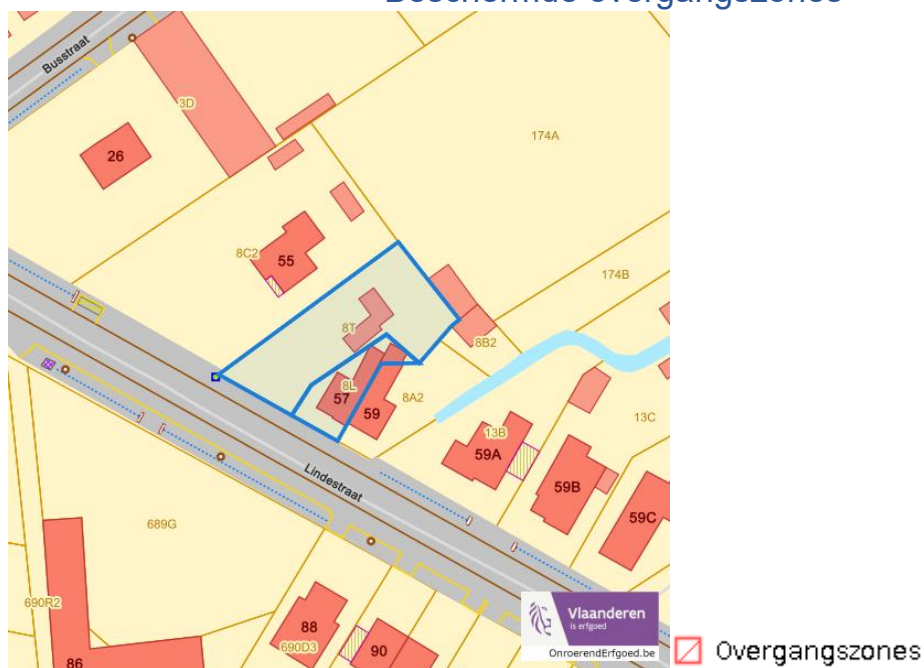 Beschermde overgangszones
Busstraat
3D
26
174A
8C2
55
174B
8T
8B2
8L
57
59
8A2
13B
13C
59A
59B
59C
Lindestraat
689G
690R2
88
690D3
90
86
Vlaanderen
is erfgoed
OnroerendErfgoed.be
Overgangszones